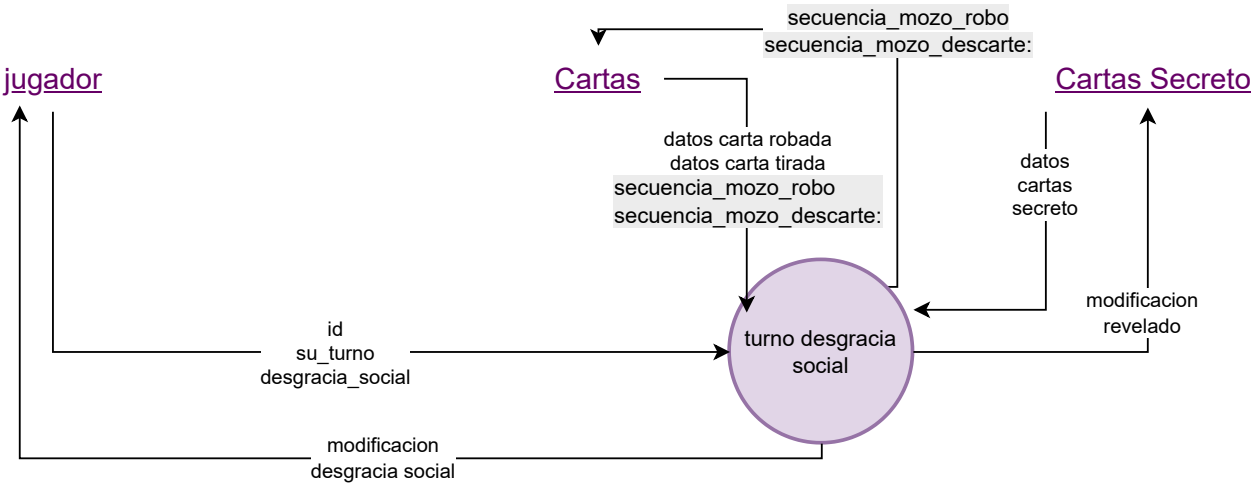 secuencia_mozo_robo
secuencia_mozo_descarte:
jugador
Cartas
Cartas Secreto
datos carta robada
datos carta tirada
secuencia_mozo_robo
secuencia_mozo_descarte:
datos
cartas
secreto
modificacion
revelado
id
su_turno
desgracia_social
turno desgracia
social
modificacion
desgracia social